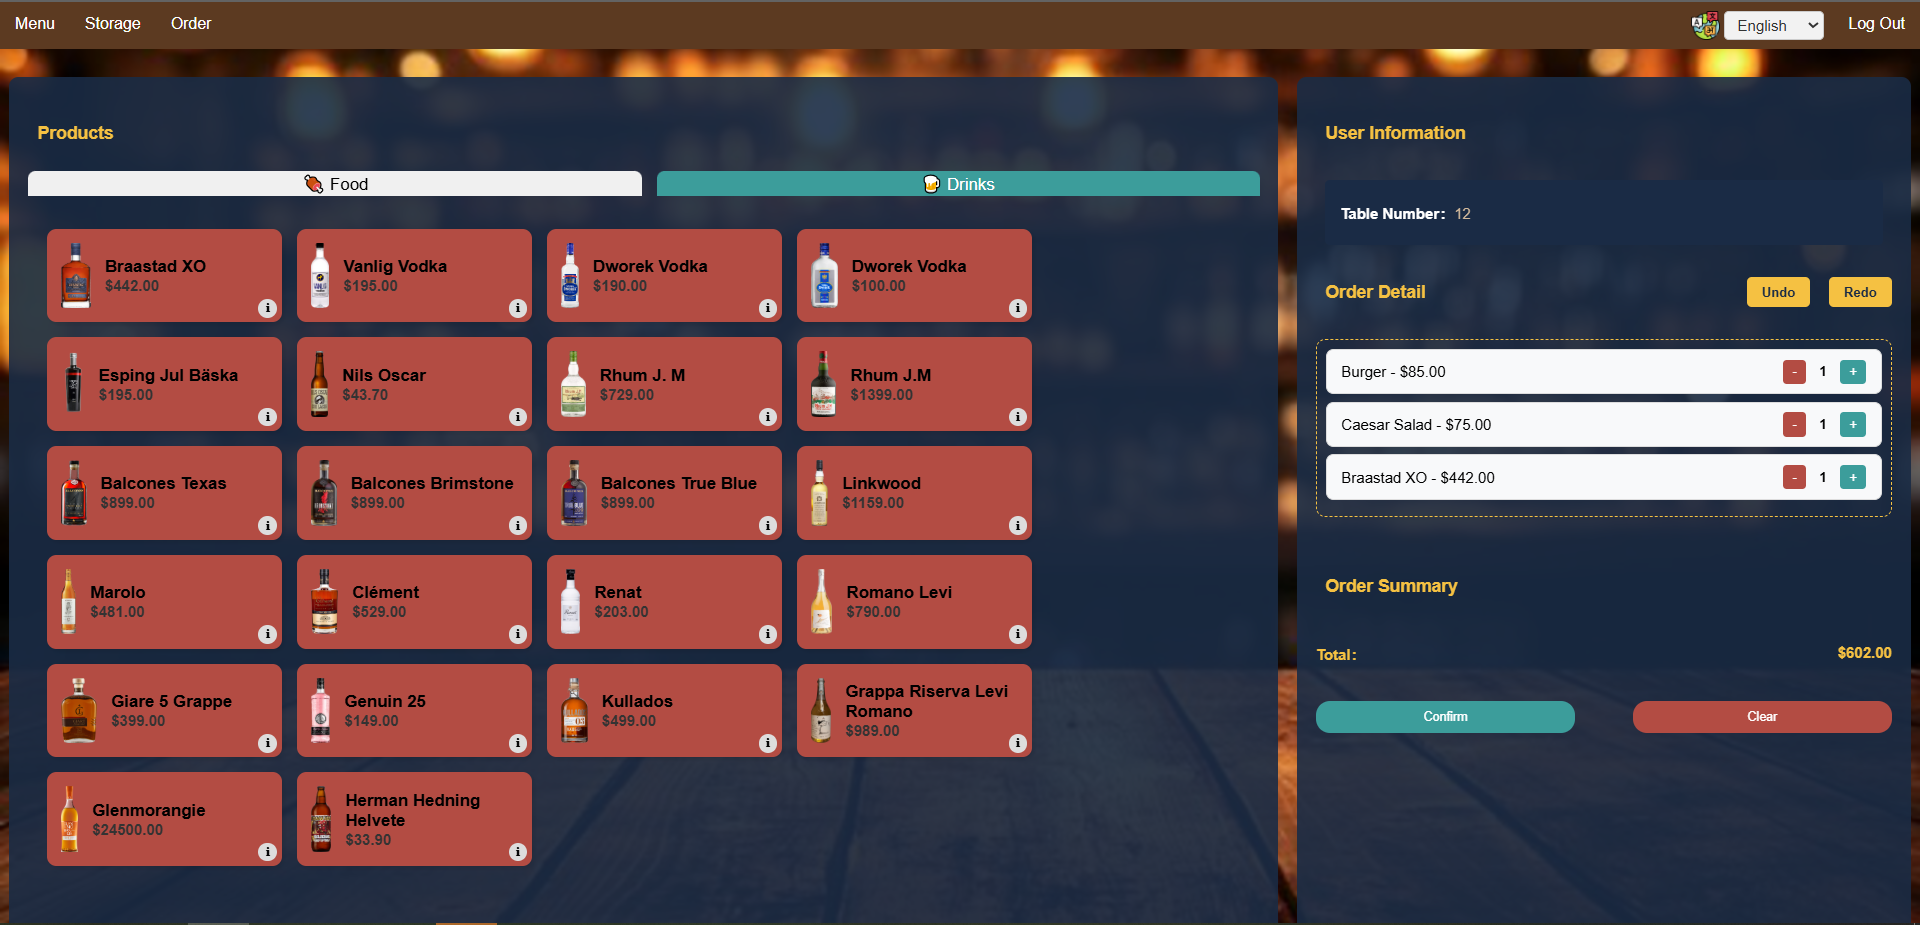 Menu Storage Order English Log Out
Products
Food Drinks
Braastad XO
$442.00
Vanlig Vodka
$195.00
Dworek Vodka
$190.00
Dworek Vodka
$100.00
Esping Jul Bäska
$195.00
Nils Oscar
$43.70
Rhum J. M
$729.00
Rhum J.M
$1399.00
Balcones Texas
$899.00
Balcones Brimstone
$899.00
Balcones True Blue
$899.00
Linkwood
$1159.00
Marolo
$481.00
Clément
$529.00
Renat
$203.00
Romano Levi
$790.00
Giare 5 Grappe
$399.00
Genuin 25
$149.00
Kullados
$499.00
Grappa Riserva Levi
Romano
$989.00
Glenmorangie
$24500.00
Herman Hedning
Helvete
$33.90
User Information
Table Number: 12
Order Detail Undo Redo
Burger - $85.00 - 1 +
Caesar Salad - $75.00 - 1 +
Braastad XO - $442.00 - 1 +
Order Summary
Total: $602.00
Confirm Clear